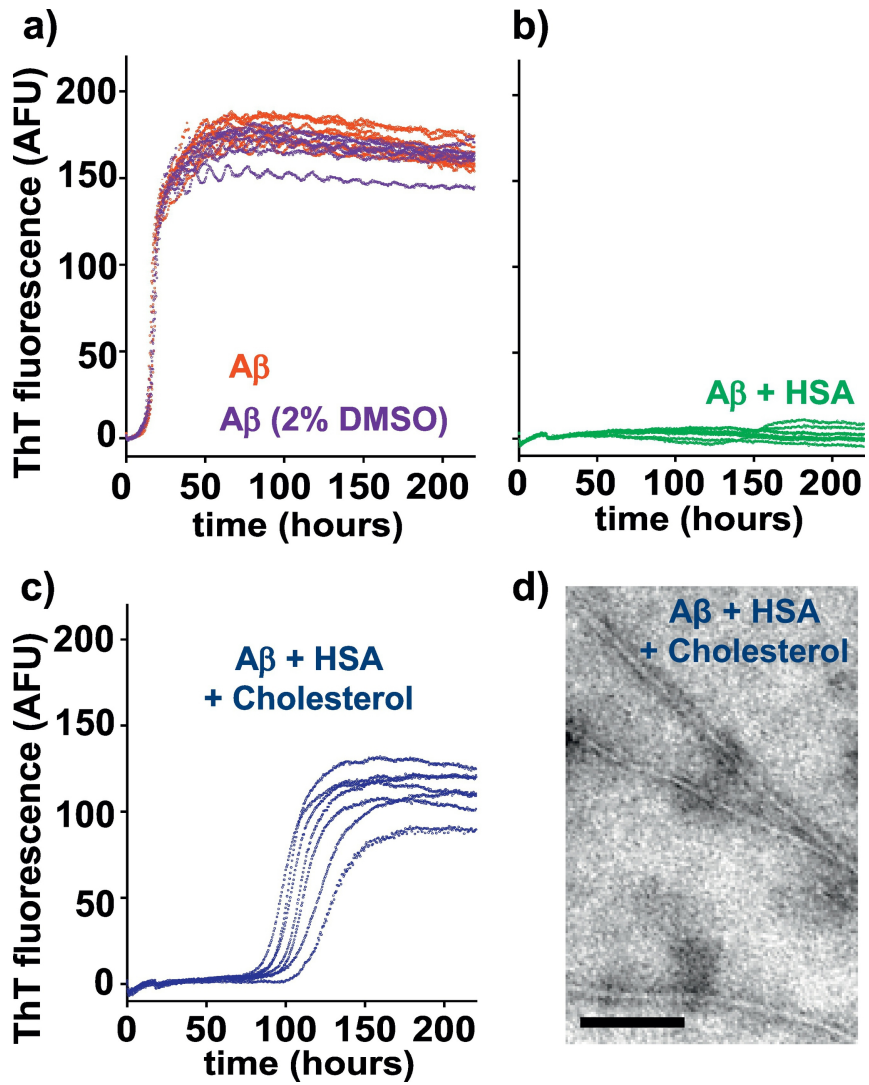 a)
ThT fluorescence (AFU)
200
150
100
50
0
Aβ
Aβ (2% DMSO)
0 50 100 150 200
time (hours)
b)
Aβ + HSA
0 50 100 150 200
time (hours)
c)
ThT fluorescence (AFU)
200
150
100
50
0
Aβ + HSA
+ Cholesterol
0 50 100 150 200
time (hours)
d)
Aβ + HSA
+ Cholesterol